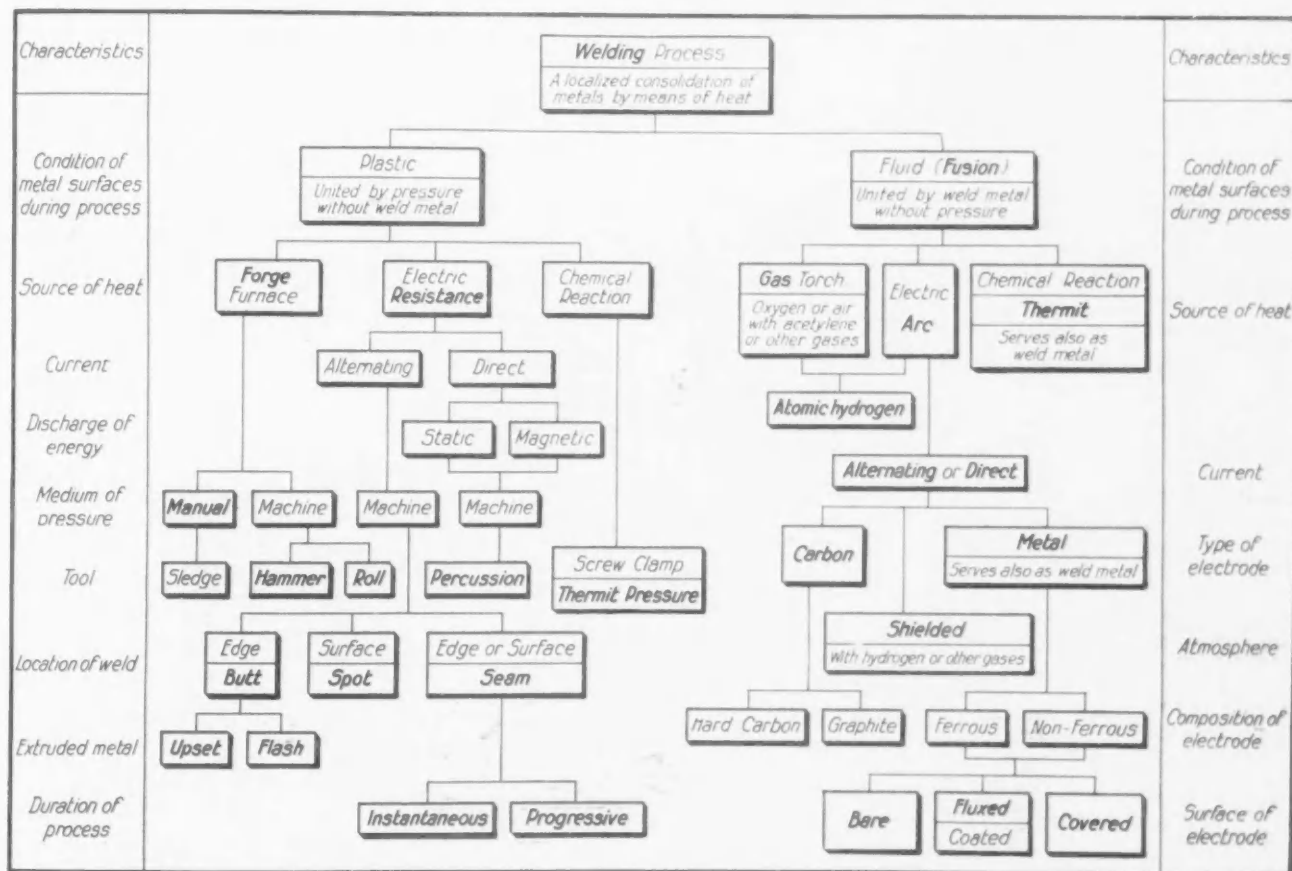 Characteristics
Condition of
metal surfaces
during process
Source of heat
Current
Discharge of
energy
Medium of
pressure
Tool
Location of weld
Extruded metal
Duration of
process
Welding Process
A localized consolidation of
metals by means of heat
Plastic
United by pressure
without weld metal
Fluid (Fusion)
United by weld metal
without pressure
Forge
Furnace
Electric
Resistance
Chemical
Reaction
Gas Torch
Oxygen or air
with acetylene
or other gases
Electric
Arc
Chemical Reaction
Thermit
Serves also as
weld metal
Alternating
Direct
Atomic hydrogen
Static
Magnetic
Alternating or Direct
Manual
Machine
Machine
Machine
Carbon
Metal
Serves also as weld metal
Sledge
Hammer
Roll
Percussion
Screw Clamp
Thermit Pressure
Shielded
With hydrogen or other gases
Edge
Butt
Surface
Spot
Edge or Surface
Seam
Hard Carbon
Graphite
Ferrous
Non-Ferrous
Upset
Flash
Instantaneous
Progressive
Bare
Fluxed
Coated
Covered
Characteristics
Condition of
metal surfaces
during process
Source of heat
Current
Type of
electrode
Atmosphere
Composition of
electrode
Surface of
electrode